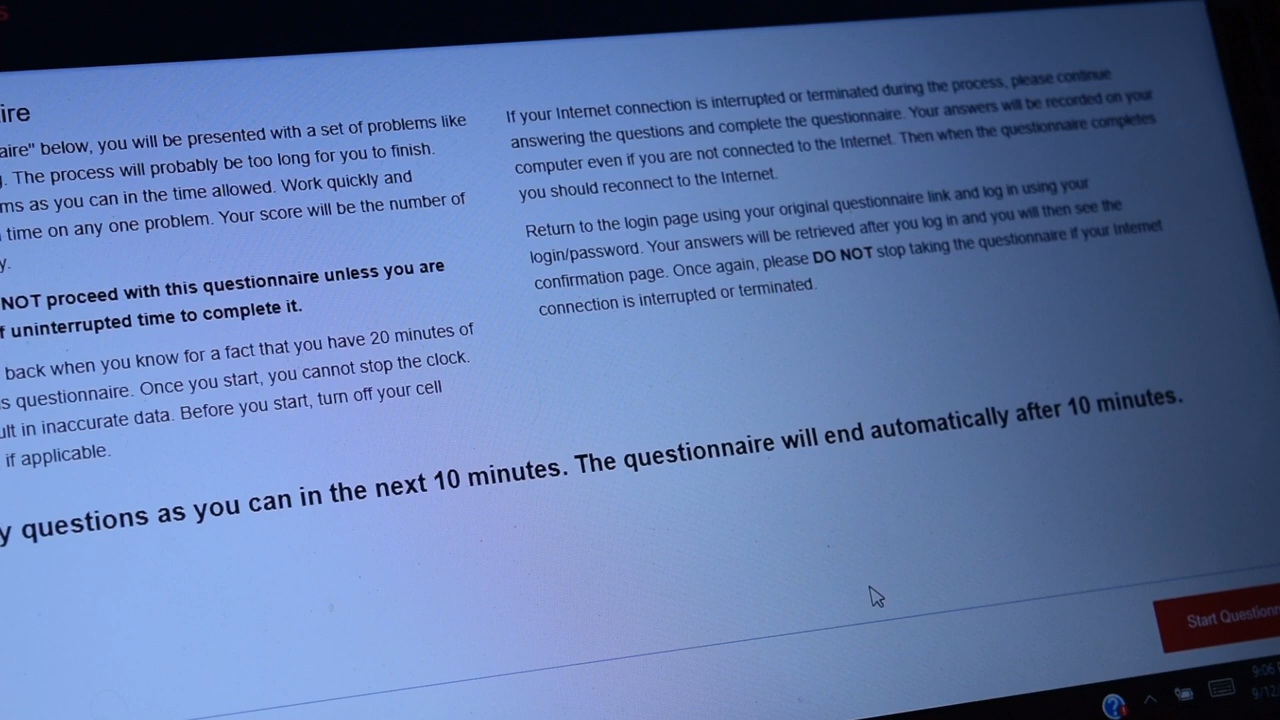 ire
aire" below, you will be presented with a set of problems like
. The process will probably be too long for you to finish.
ms as you can in the time allowed. Work quickly and
time on any one problem. Your score will be the number of
y.
NOT proceed with this questionnaire unless you are
f uninterrupted time to complete it.
back when you know for a fact that you have 20 minutes of
s questionnaire. Once you start, you cannot stop the clock.
ult in inaccurate data. Before you start, turn off your cell
if applicable.
If your Internet connection is interrupted or terminated during the process, please continue
answering the questions and complete the questionnaire. Your answers will be recorded on your
computer even if you are not connected to the Internet. Then when the questionnaire completes
you should reconnect to the Internet.
Return to the login page using your original questionnaire link and log in using your
login/password. Your answers will be retrieved after you log in and you will then see the
confirmation page. Once again, please DO NOT stop taking the questionnaire if your Internet
connection is interrupted or terminated.
y questions as you can in the next 10 minutes. The questionnaire will end automatically after 10 minutes.
Start Questionn
9:06
9/12